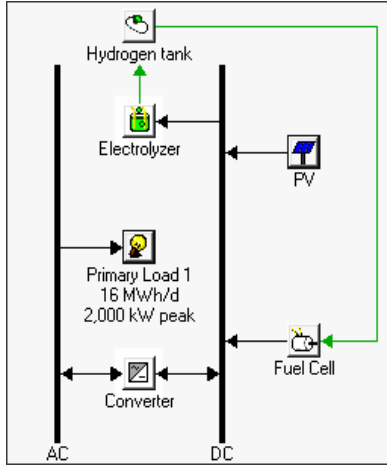 Hydrogen tank
Electrolyzer
PV
Primary Load 1
16 MWh/d
2,000 kW peak
Fuel Cell
Converter
AC
DC